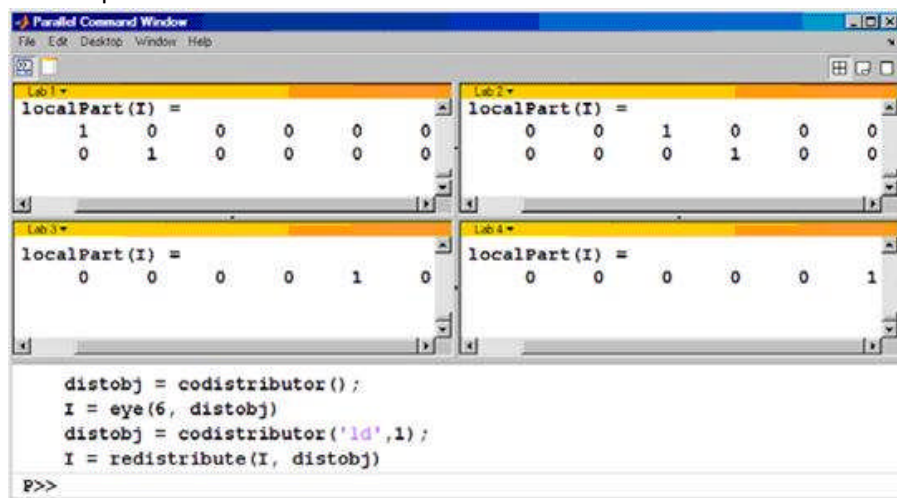 Parallel Command Window
File Edit Desktop Window Help
Lab 1
localPart(I) =
1 0 0 0 0 0
0 1 0 0 0 0
Lab 2
localPart(I) =
0 0 1 0 0 0
0 0 0 1 0 0
Lab 3
localPart(I) =
0 0 0 0 1 0
Lab 4
localPart(I) =
0 0 0 0 0 1
distobj = codistributor();
I = eye(6, distobj)
distobj = codistributor('1d',1);
I = redistribute(I, distobj)
P>>